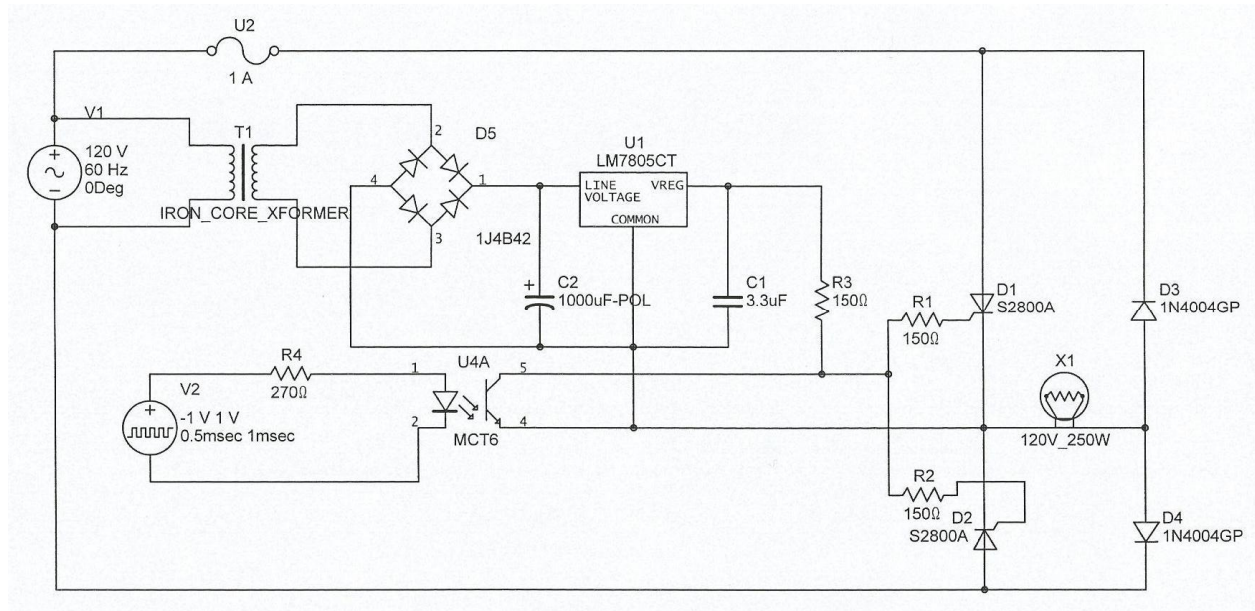 U2
1 A
V1
T1
120 V
60 Hz
0Deg
IRON_CORE_XFORMER
2
D5
4
1
3
1J4B42
U1
LM7805CT
LINE
VOLTAGE
VREG
COMMON
C2
1000uF-POL
C1
3.3uF
R3
150Ω
R1
150Ω
D1
S2800A
D3
1N4004GP
X1
120V_250W
R4
270Ω
V2
-1 V 1 V
0.5msec 1msec
1
2
U4A
5
4
MCT6
R2
150Ω
D2
S2800A
D4
1N4004GP